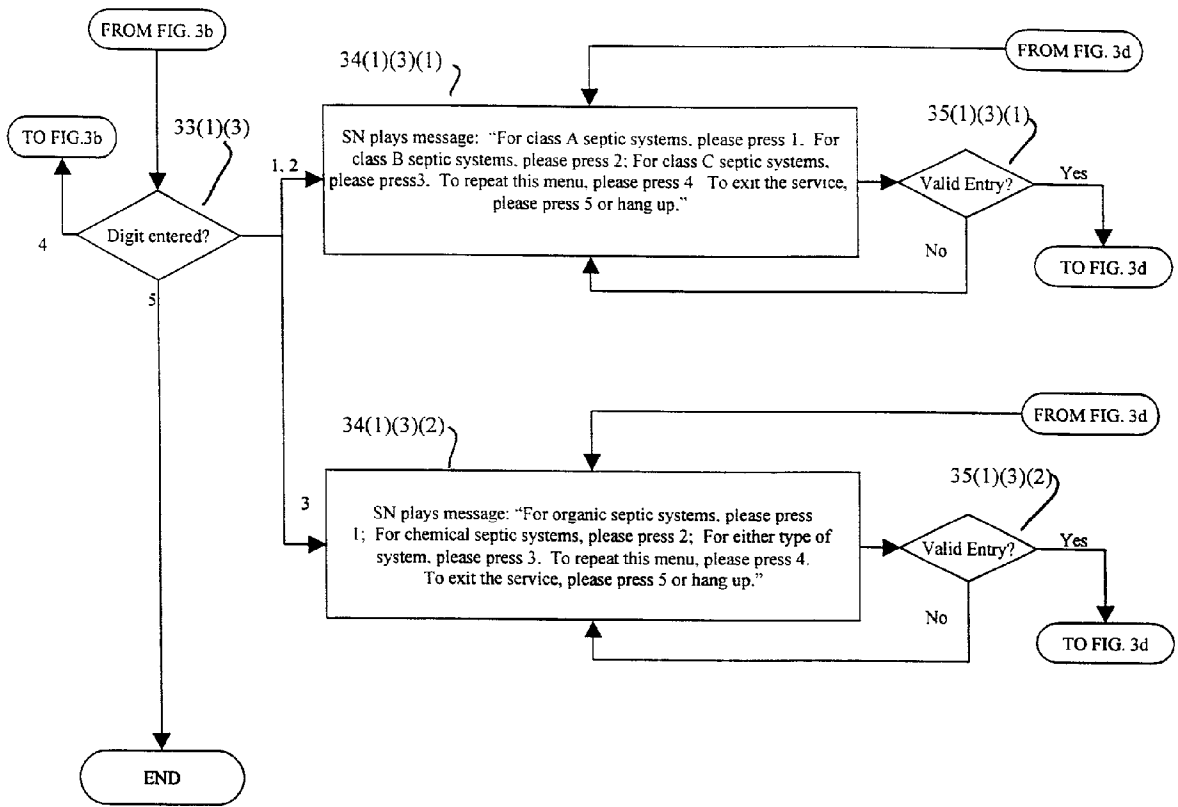 FROM FIG. 3b
FROM FIG. 3d
34(1)(3)(1)
TO FIG.3b
33(1)(3)
35(1)(3)(1)
1, 2
SN plays message: "For class A septic systems, please press 1. For
class B septic systems, please press 2; For class C septic systems,
please press3. To repeat this menu, please press 4 To exit the service,
please press 5 or hang up."
Valid Entry?
Yes
Digit entered?
4
No
TO FIG. 3d
5
34(1)(3)(2)
FROM FIG. 3d
35(1)(3)(2)
3
SN plays message: "For organic septic systems, please press
1; For chemical septic systems, please press 2; For either type of
system, please press 3. To repeat this menu, please press 4.
To exit the service, please press 5 or hang up."
Valid Entry?
Yes
No
TO FIG. 3d
END